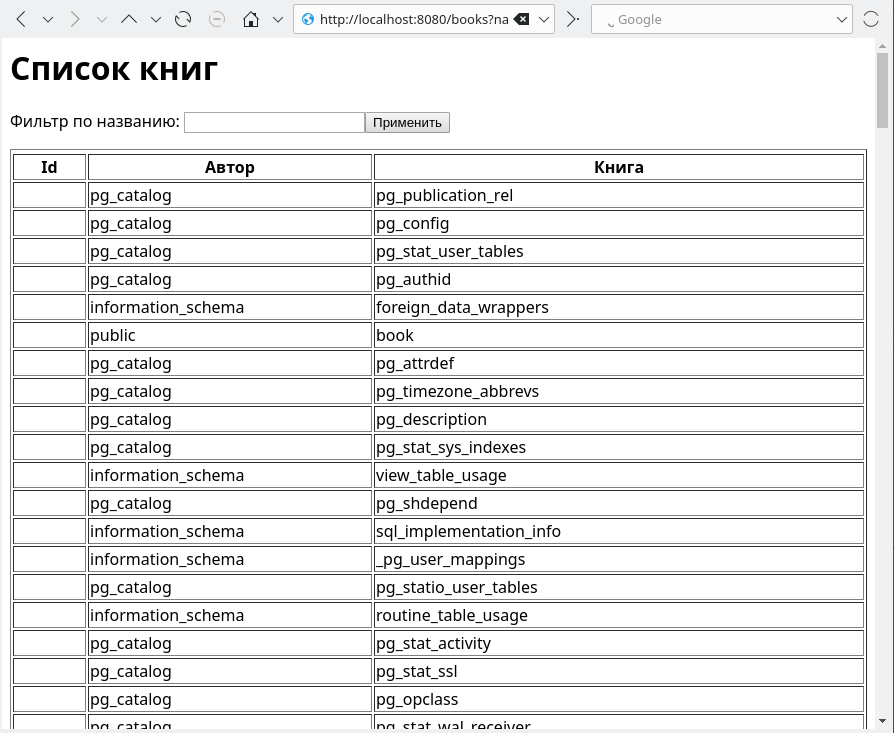 http://localhost:8080/books?na
Google
Список книг
Фильтр по названию: Применить
Id Автор Книга
pg_catalog pg_publication_rel
pg_catalog pg_config
pg_catalog pg_stat_user_tables
pg_catalog pg_authid
information_schema foreign_data_wrappers
public book
pg_catalog pg_attrdef
pg_catalog pg_timezone_abbrevs
pg_catalog pg_description
pg_catalog pg_stat_sys_indexes
information_schema view_table_usage
pg_catalog pg_shdepend
information_schema sql_implementation_info
information_schema _pg_user_mappings
pg_catalog pg_statio_user_tables
information_schema routine_table_usage
pg_catalog pg_stat_activity
pg_catalog pg_stat_ssl
pg_catalog pg_opclass
pg_catalog pg_stat_wal_receiver